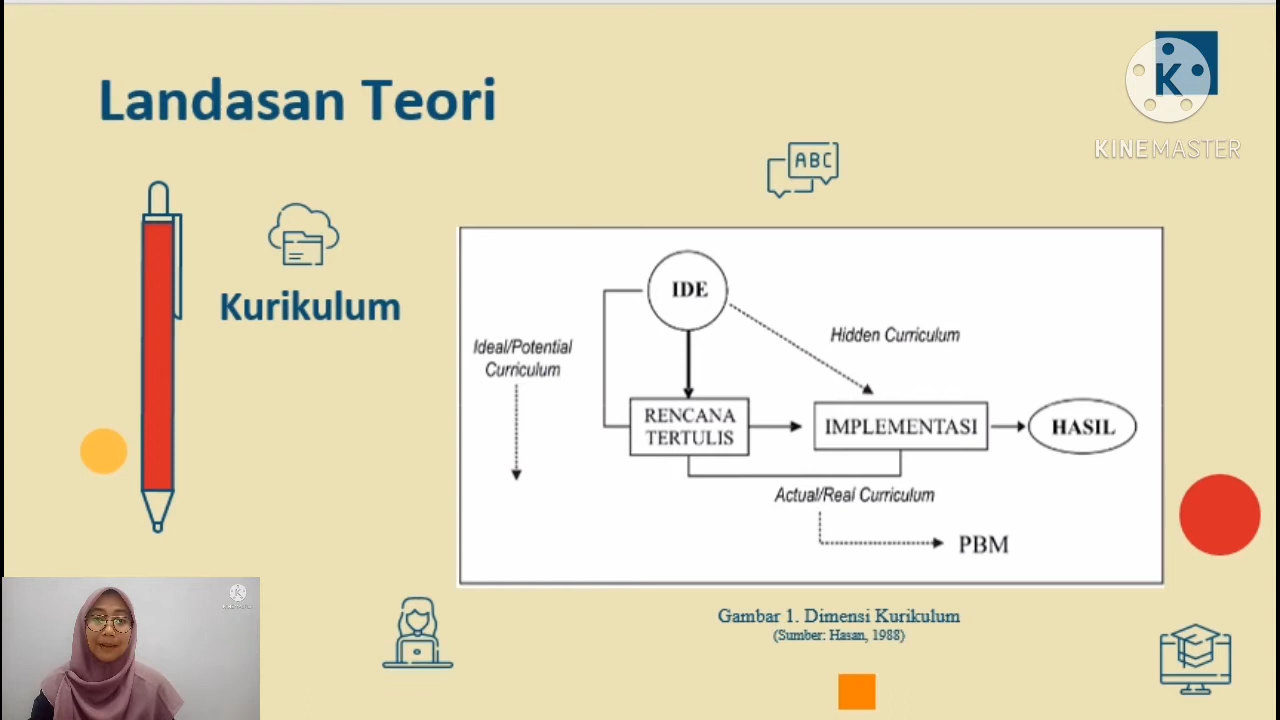 Landasan Teori
K
KINEMASTER
ABC
Kurikulum
IDE
Hidden Curriculum
Ideal/Potential
Curriculum
RENCANA
TERTULIS
IMPLEMENTASI
HASIL
Actual/Real Curriculum
PBM
Gambar 1. Dimensi Kurikulum
(Sumber: Hasan, 1988)